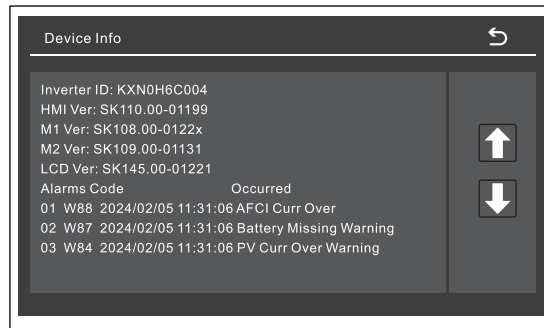 Device Info
Inverter ID: KXN0H6C004
HMI Ver: SK110.00-01199
M1 Ver: SK108.00-0122x
M2 Ver: SK109.00-01131
LCD Ver: SK145.00-01221
Alarms Code Occurred
01 W88 2024/02/05 11:31:06 AFCI Curr Over
02 W87 2024/02/05 11:31:06 Battery Missing Warning
03 W84 2024/02/05 11:31:06 PV Curr Over Warning